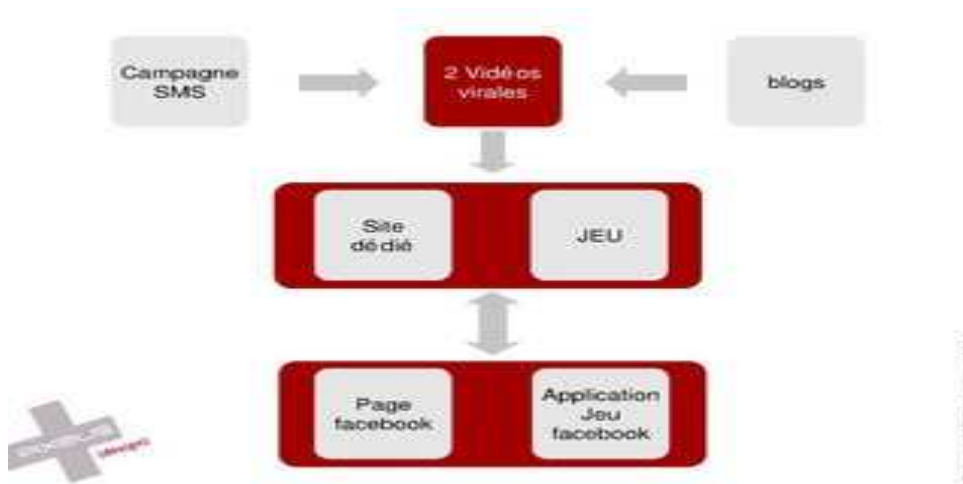 Campagne
SMS
2 Vidéos
virales
blogs
Site
dédié
JEU
Page
facebook
Application
Jeu
facebook